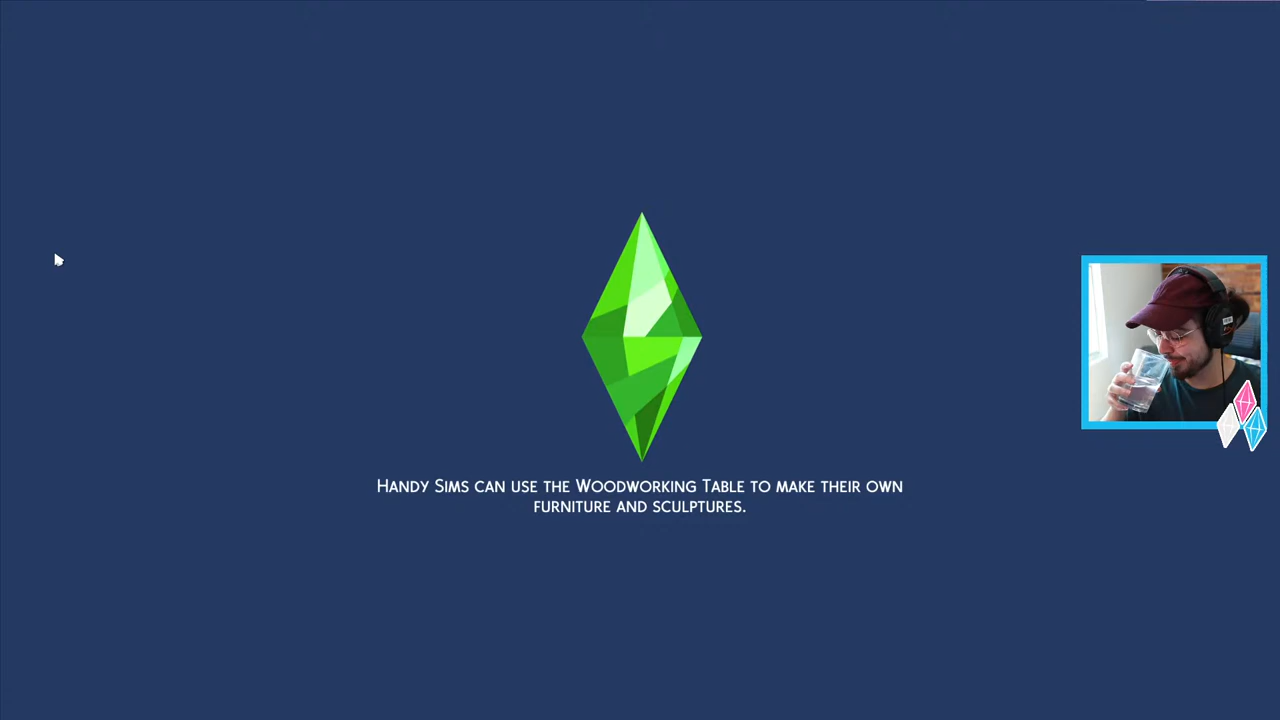 Handy Sims can use the Woodworking Table to make their own
furniture and sculptures.